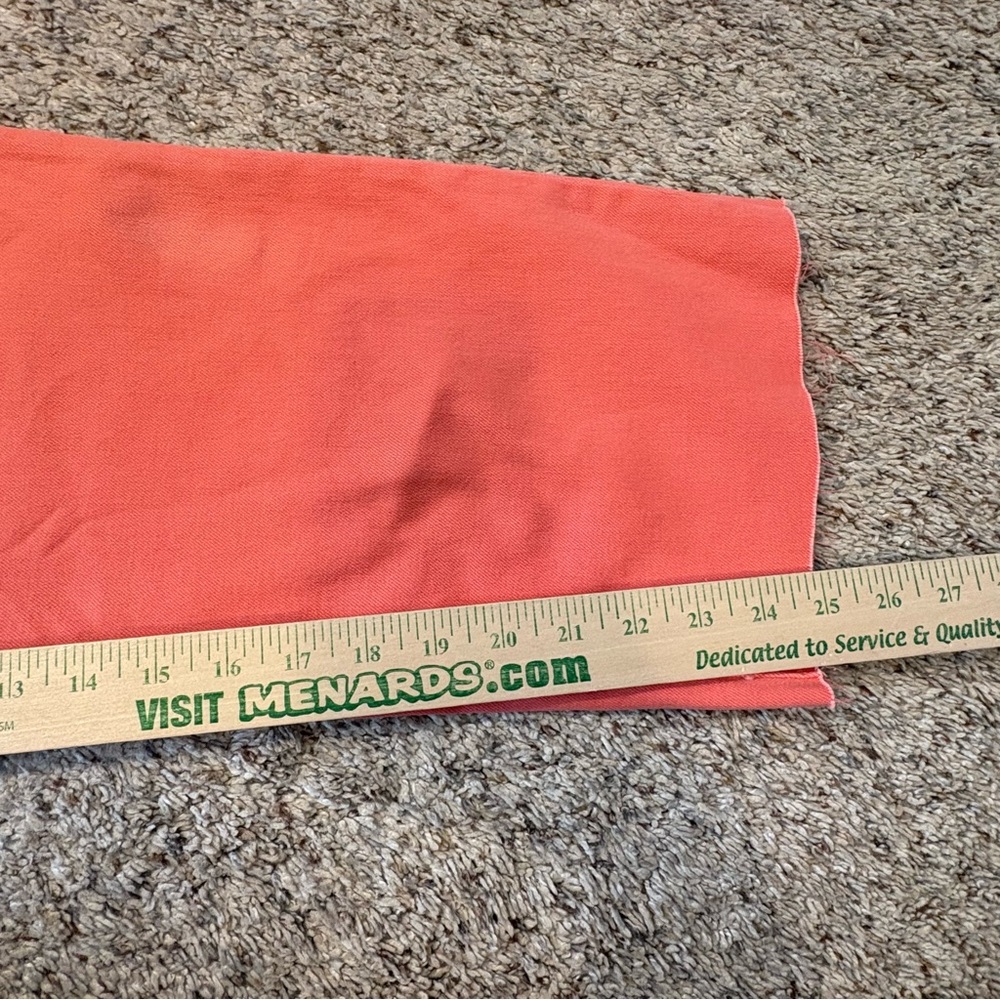 13 14 15 16 17 18 19 20 21 22 23 24 25 26 27
VISIT MENARDS®.com
Dedicated to Service & Quality
SM